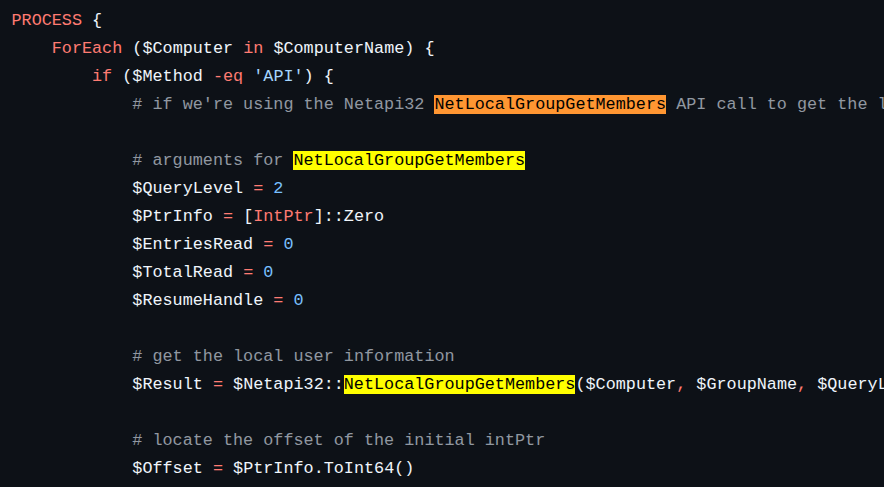 PROCESS {
ForEach ($Computer in $ComputerName) {
if ($Method -eq 'API') {
# if we're using the Netapi32 NetLocalGroupGetMembers API call to get the
# arguments for NetLocalGroupGetMembers
$QueryLevel = 2
$PtrInfo = [IntPtr]::Zero
$EntriesRead = 0
$TotalRead = 0
$ResumeHandle = 0
# get the local user information
$Result = $Netapi32::NetLocalGroupGetMembers($Computer, $GroupName, $QueryL
# locate the offset of the initial intPtr
$Offset = $PtrInfo.ToInt64()